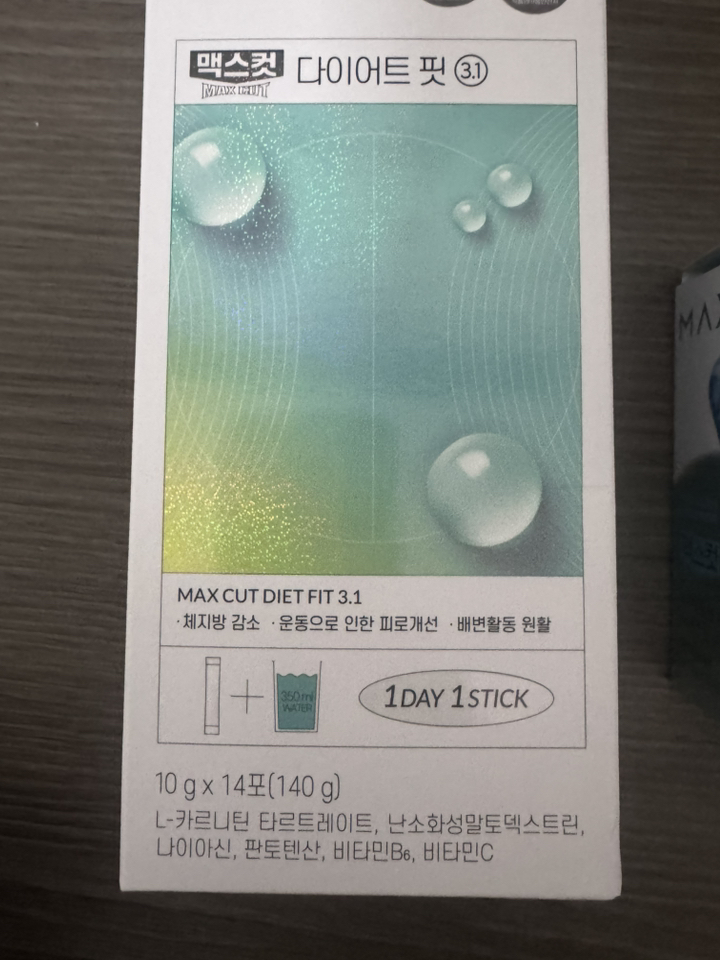 맥스컷 다이어트 핏 3.1
MAX CUT
MAX CUT DIET FIT 3.1
·체지방 감소 ·운동으로 인한 피로개선 ·배변활동 원활
350 ml
WATER
1DAY 1STICK
10 g x 14포(140 g)
L-카르니틴 타르트레이트, 난소화성말토덱스트린,
나이아신, 판토텐산, 비타민B₆, 비타민C